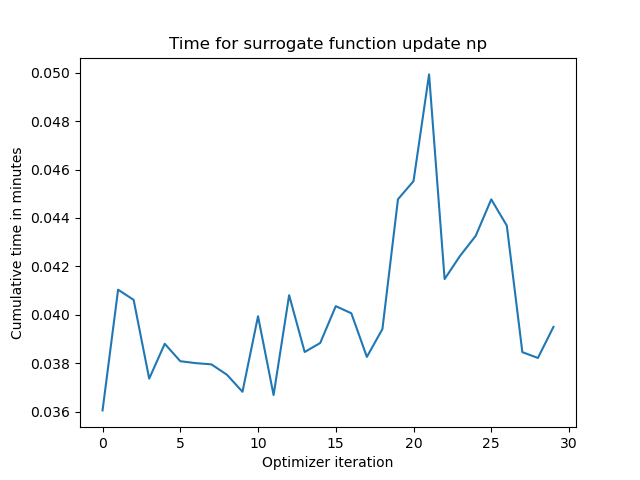 Time for surrogate function update np
0.050
0.048
0.046
0.044
0.042
0.040
0.038
0.036
Cumulative time in minutes
0 5 10 15 20 25 30
Optimizer iteration